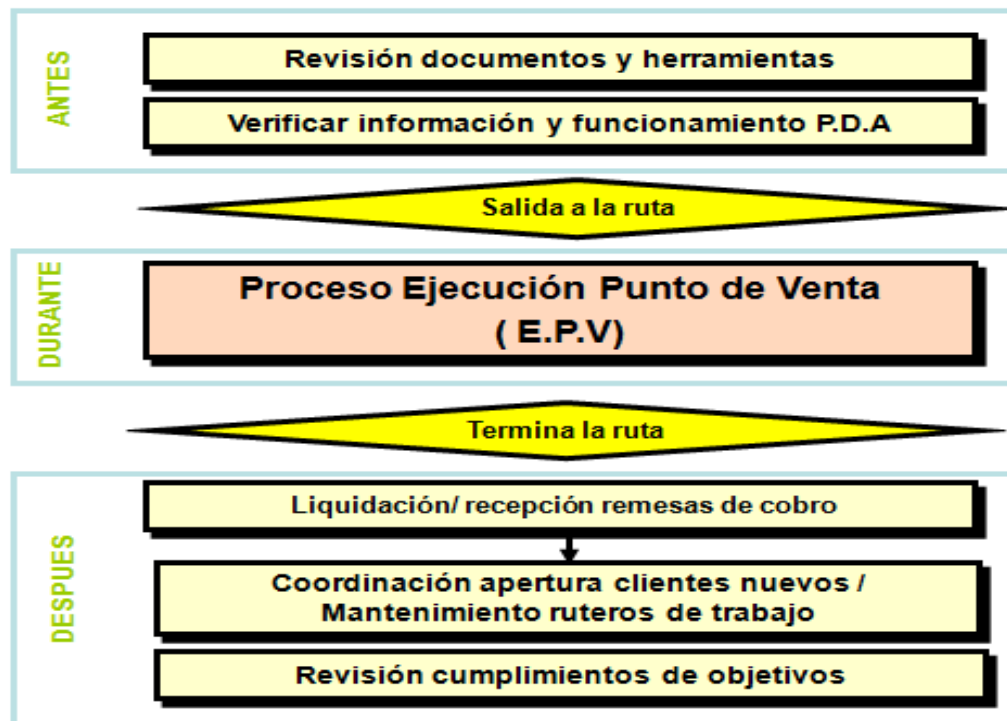 ANTES
Revisión documentos y herramientas
Verificar información y funcionamiento P.D.A
Salida a la ruta
DURANTE
Proceso Ejecución Punto de Venta
( E.P.V)
Termina la ruta
DESPUES
Liquidación/ recepción remesas de cobro
Coordinación apertura clientes nuevos /
Mantenimiento ruteros de trabajo
Revisión cumplimientos de objetivos